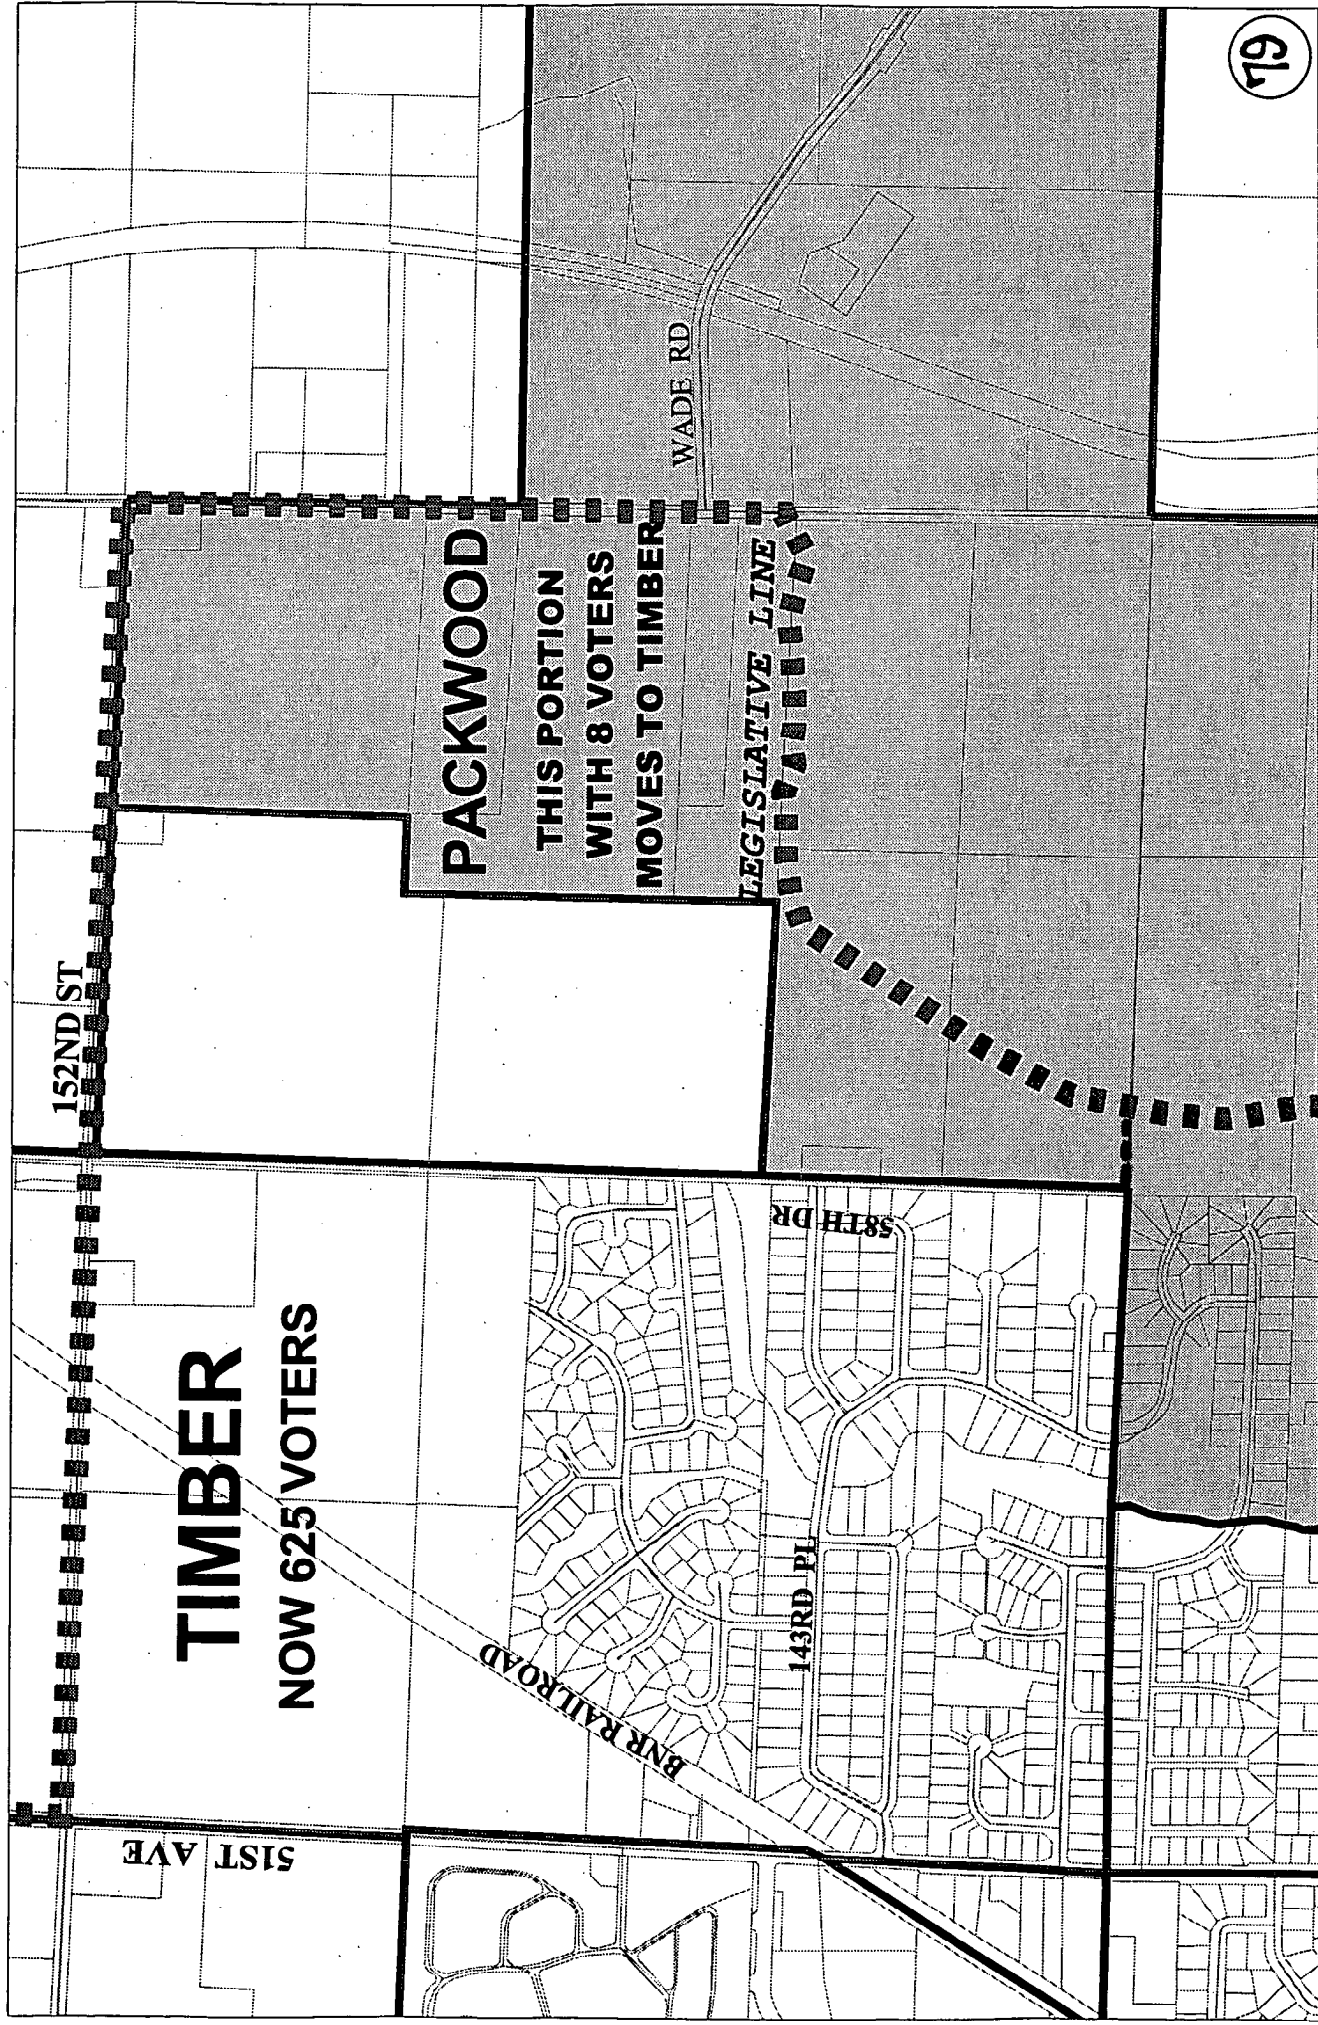 152ND ST
TIMBER
NOW 625 VOTERS
51ST AVE
BNR RAILROAD
58TH DR
143RD PL
PACKWOOD
THIS PORTION
WITH 8 VOTERS
MOVES TO TIMBER
LEGISLATIVE LINE
WADE RD
79